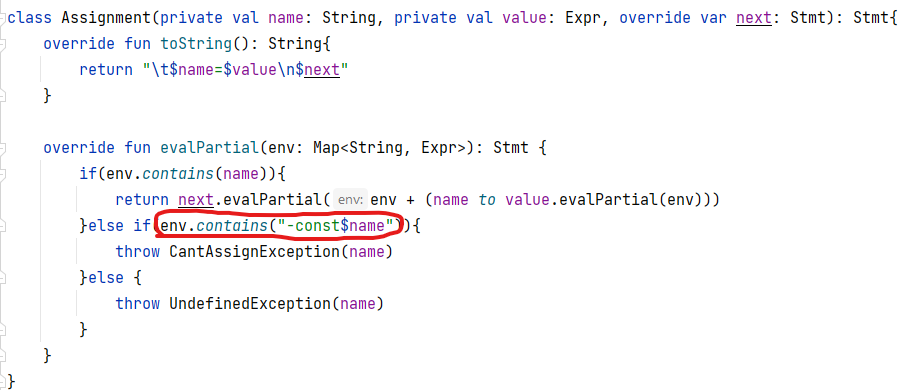 class Assignment(private val name: String, private val value: Expr, override var next: Stmt): Stmt{
    override fun toString(): String{
        return "\t$name=$value\n$next"
    }

    override fun evalPartial(env: Map<String, Expr>): Stmt {
        if(env.contains(name)){
            return next.evalPartial( env: env + (name to value.evalPartial(env)))
        }else if(env.contains("-const$name")){
            throw CantAssignException(name)
        }else {
            throw UndefinedException(name)
        }
    }
}